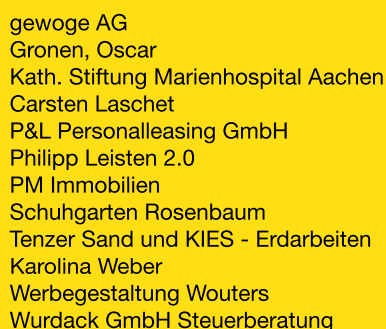 gewoge AG
Gronen, Oscar
Kath. Stiftung Marienhospital Aachen
Carsten Laschet
P&L Personalleasing GmbH
Philipp Leisten 2.0
PM Immobilien
Schuhgarten Rosenbaum
Tenzer Sand und KIES - Erdarbeiten
Karolina Weber
Werbegestaltung Wouters
Wurdack GmbH Steuerberatung